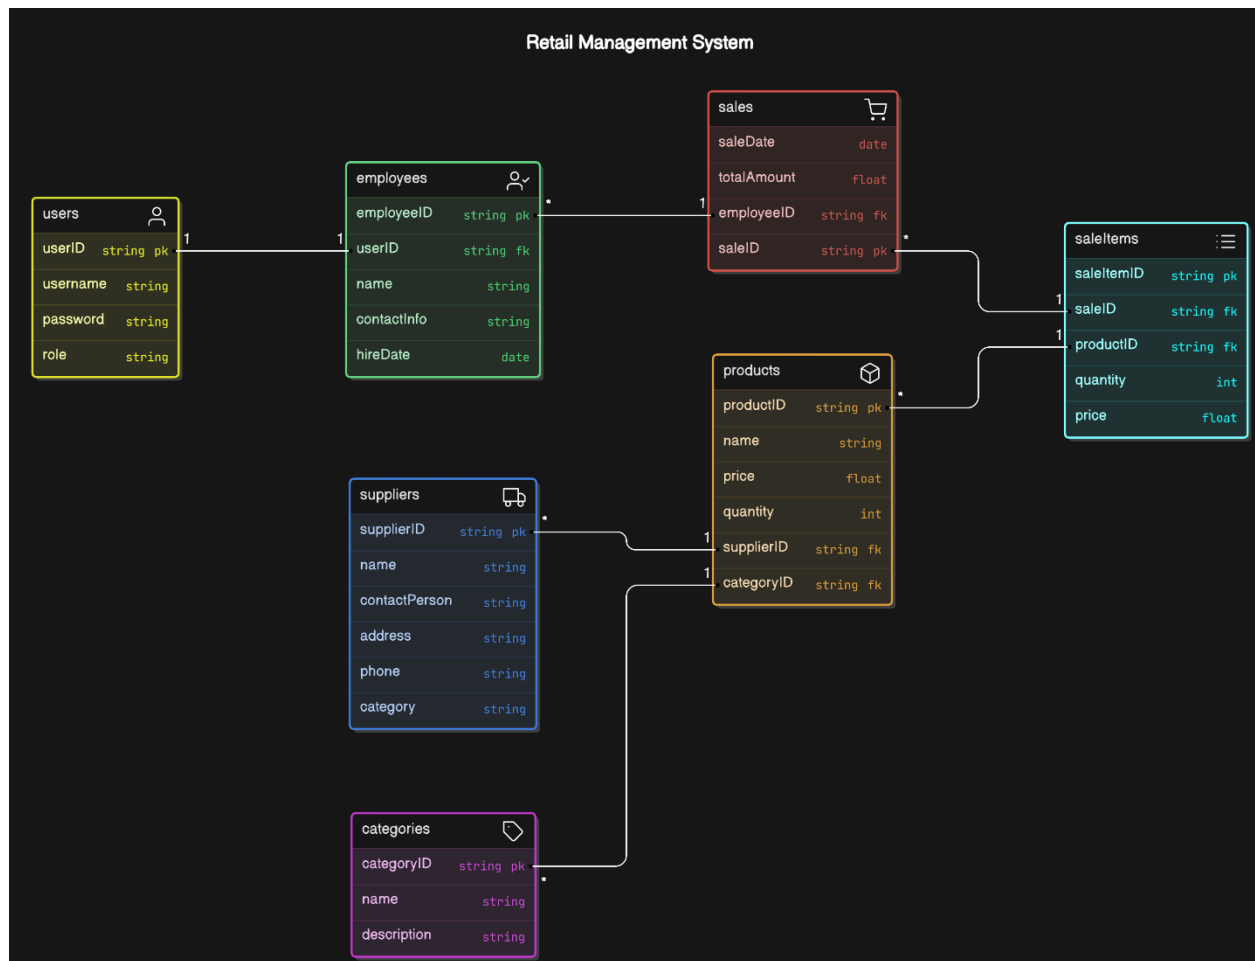 Retail Management System
users
userID string pk
username string
password string
role string
1
1
employees
employeeID string pk
userID string fk
name string
contactInfo string
hireDate date
*
1
sales
saleDate date
totalAmount float
employeeID string fk
saleID string pk
*
1
saleItems
saleItemID string pk
saleID string fk
productID string fk
quantity int
price float
1
*
products
productID string pk
name string
price float
quantity int
supplierID string fk
categoryID string fk
1
1
suppliers
supplierID string pk
name string
contactPerson string
address string
phone string
category string
*
categories
categoryID string pk
name string
description string
*